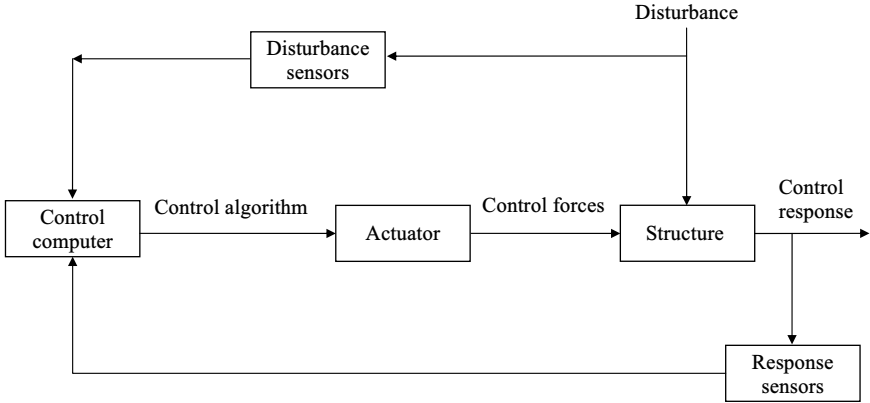 Disturbance
Disturbance
sensors
Control algorithm
Control forces
Control
response
Control
computer
Actuator
Structure
Response
sensors